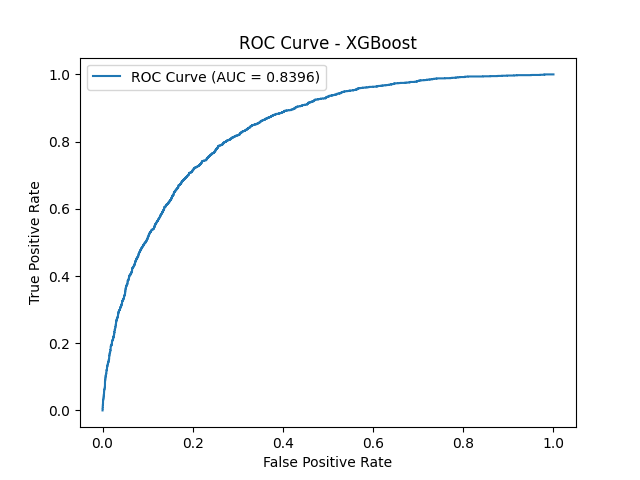 ROC Curve - XGBoost
ROC Curve (AUC = 0.8396)
True Positive Rate
1.0
0.8
0.6
0.4
0.2
0.0
0.0 0.2 0.4 0.6 0.8 1.0
False Positive Rate